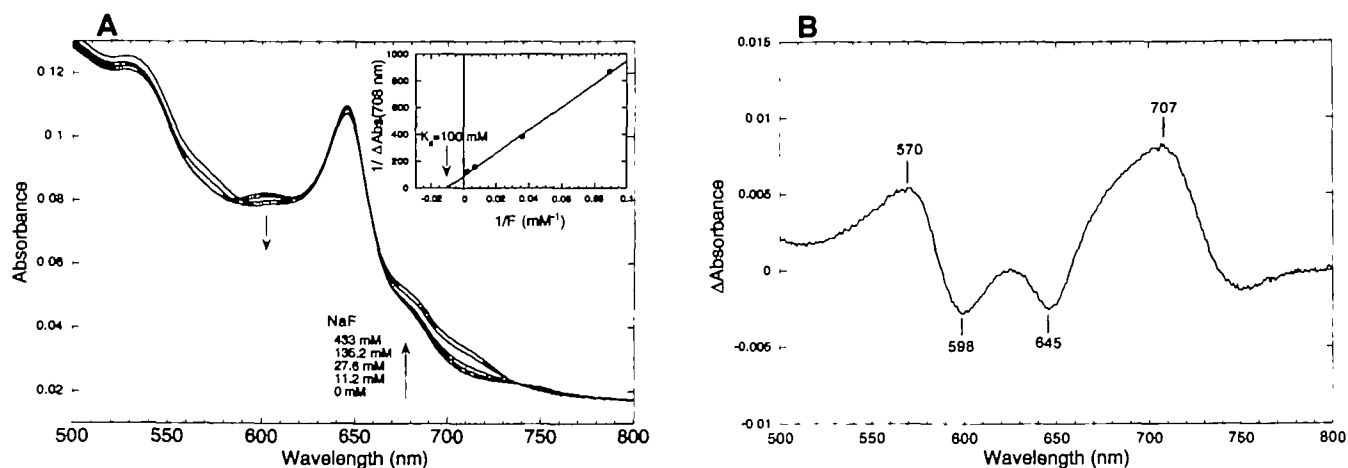 A
0.12
0.1
0.08
0.06
0.04
0.02
Absorbance
500 550 600 650 700 750 800
Wavelength (nm)
NaF
433 mM
135.2 mM
27.6 mM
11.2 mM
0 mM
1000
800
600
400
200
0
1/ ΔAbs(708 nm)
K =100 mM
-0.02 0 0.02 0.04 0.06 0.08 0.1
1/F (mM⁻¹)
B
0.015
0.01
0.005
0
-0.005
-0.01
ΔAbsorbance
570
598
645
707
500 550 600 650 700 750 800
Wavelength (nm)